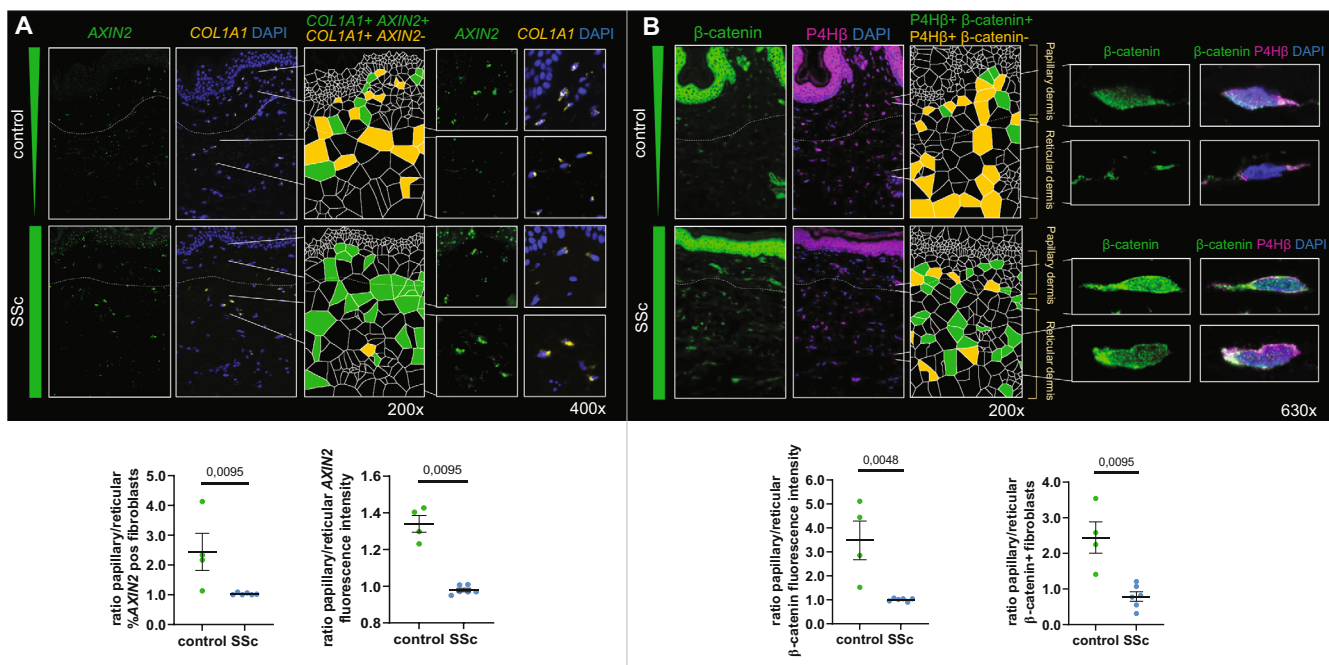 A
AXIN2
COL1A1 DAPI
COL1A1+ AXIN2+
COL1A1+ AXIN2-
AXIN2
COL1A1 DAPI
control
SSc
200x
400x
B
β-catenin
P4Hβ DAPI
P4Hβ+ β-catenin+
P4Hβ+ β-catenin-
β-catenin
β-catenin P4Hβ DAPI
control
Papillary dermis
Reticular dermis
β-catenin
β-catenin P4Hβ DAPI
SSc
Papillary dermis
Reticular dermis
200x
630x
ratio papillary/reticular
%AXIN2 pos fibroblasts
5.0
4.0
3.0
2.0
1.0
0.0
0,0095
control SSc
ratio papillary/reticular AXIN2
fluorescence intensity
1.6
1.4
1.2
1.0
0.8
0,0095
control SSc
ratio papillary/reticular
β-catenin fluorescence intensity
6.0
5.0
4.0
3.0
2.0
1.0
0.0
0,0048
control SSc
ratio papillary/reticular
β-catenin+ fibroblasts
4.0
3.0
2.0
1.0
0.0
0,0095
control SSc